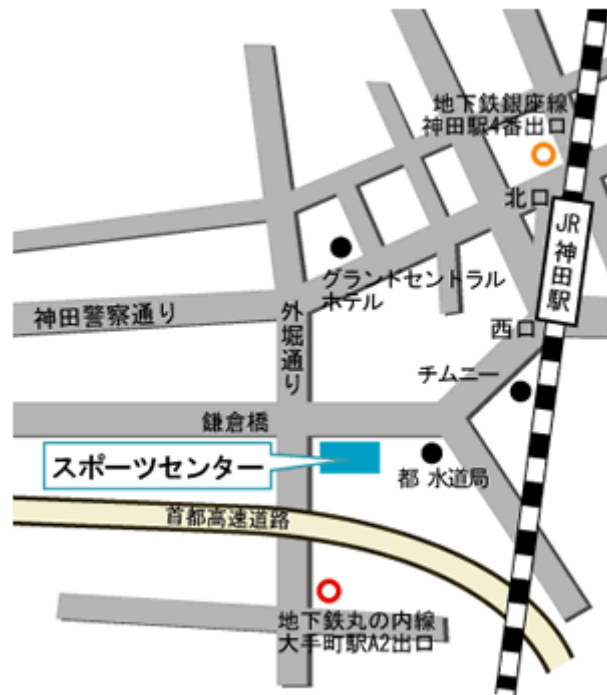 地下鉄銀座線
神田駅4番出口
北口
JR神田駅
グランドセントラル
ホテル
神田警察通り
外堀通り
西口
チムニー
鎌倉橋
スポーツセンター
都 水道局
首都高速道路
地下鉄丸の内線
大手町駅A2出口